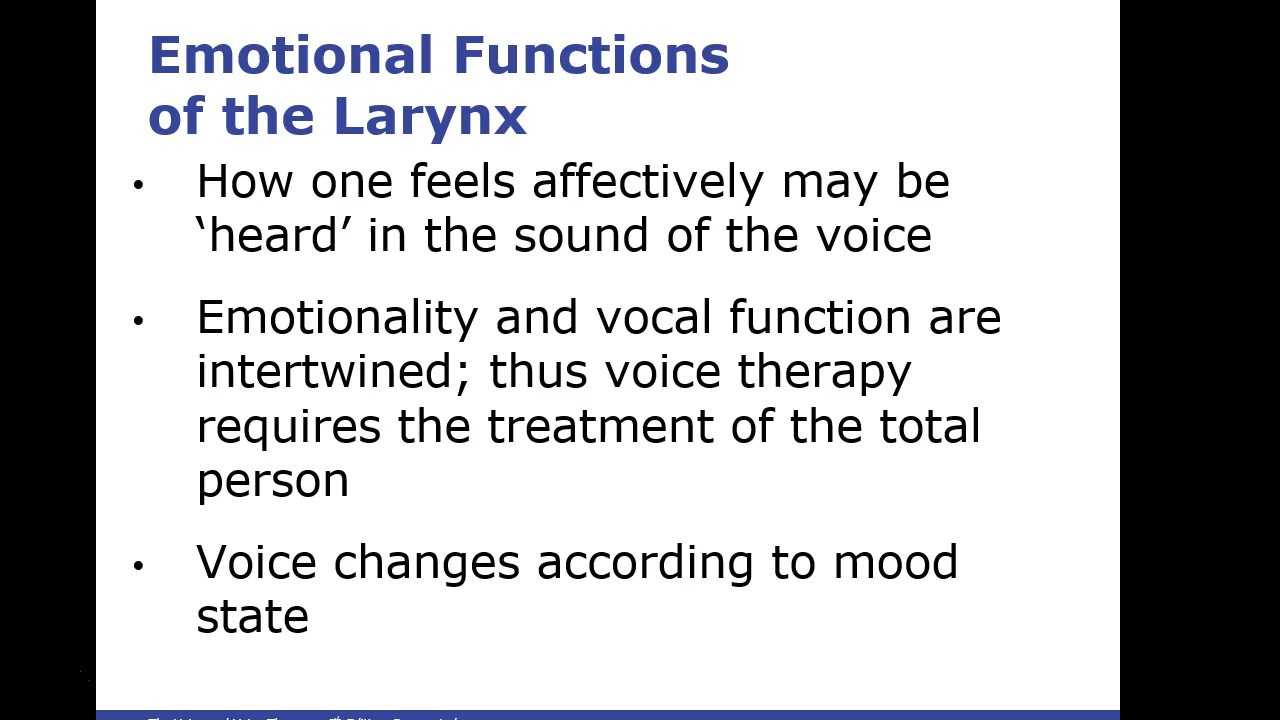 Emotional Functions
of the Larynx
• How one feels affectively may be
‘heard’ in the sound of the voice
• Emotionality and vocal function are
intertwined; thus voice therapy
requires the treatment of the total
person
• Voice changes according to mood
state